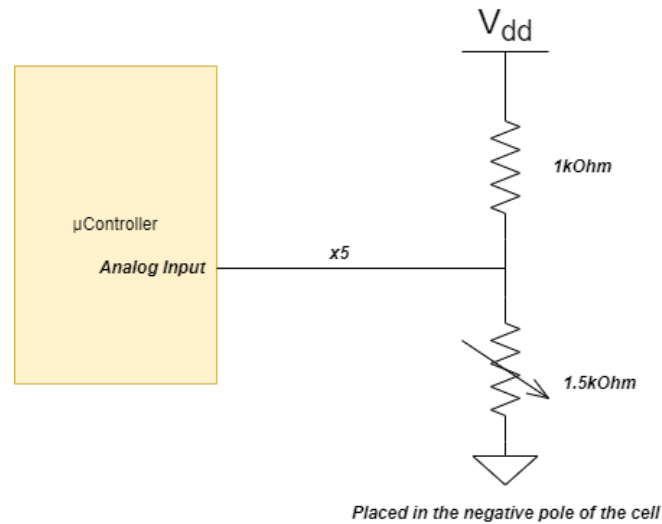 Vdd
1kOhm
µController
Analog Input
x5
1.5kOhm
Placed in the negative pole of the cell